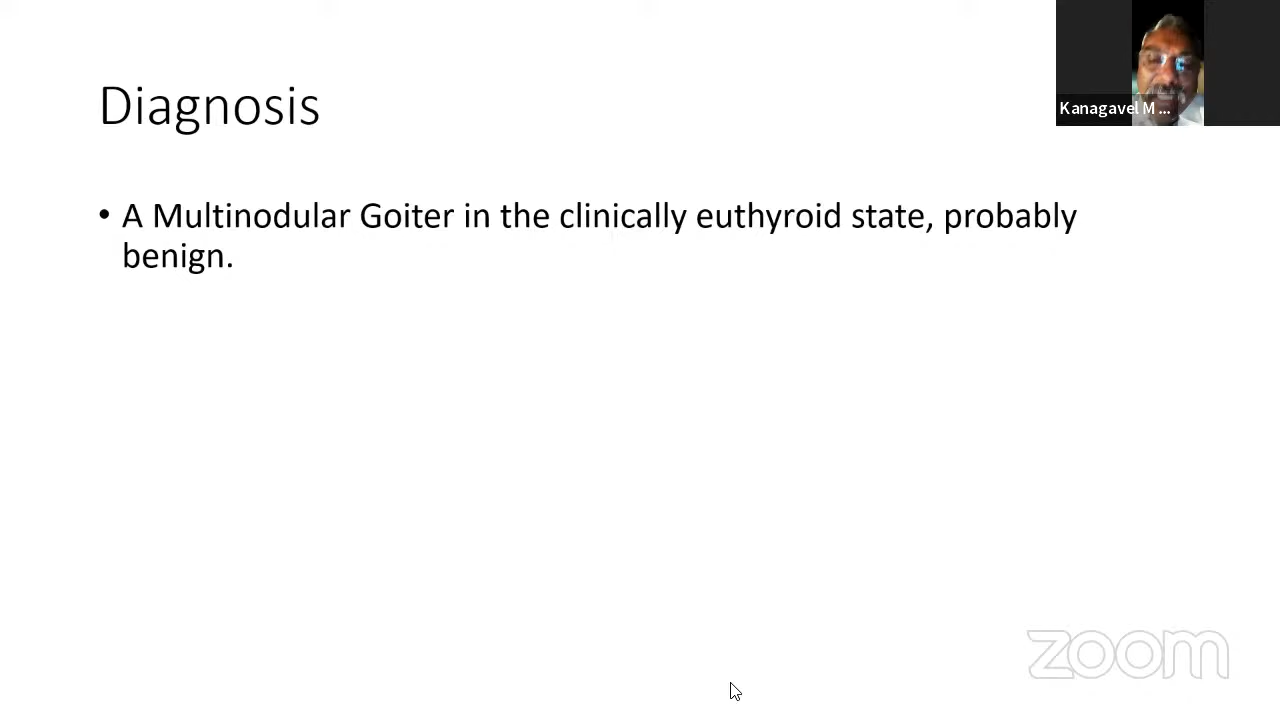 Kanagavel M ...
Diagnosis
• A Multinodular Goiter in the clinically euthyroid state, probably
benign.
zoom